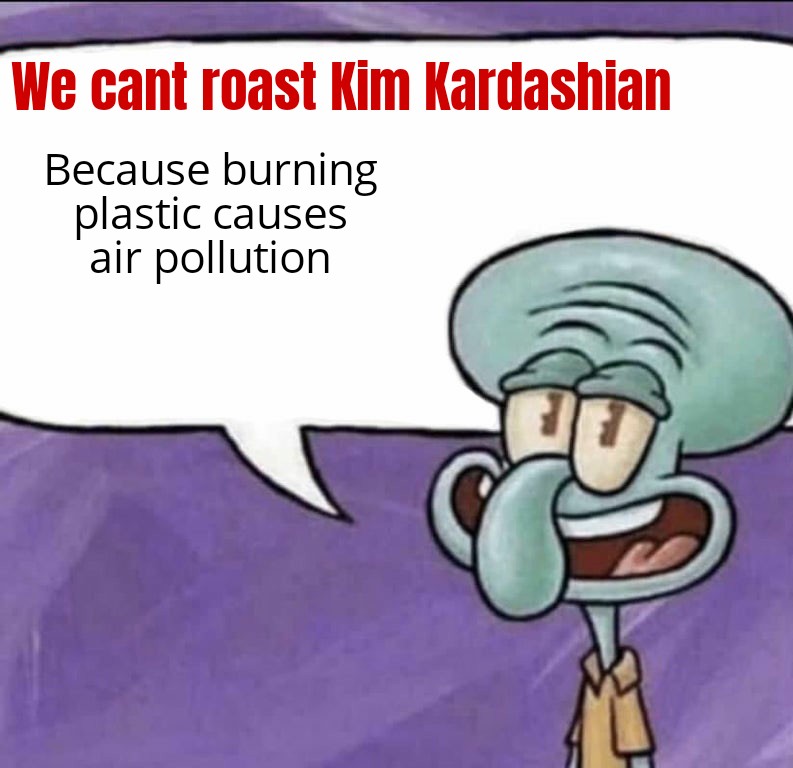 We cant roast Kim Kardashian
Because burning
plastic causes
air pollution